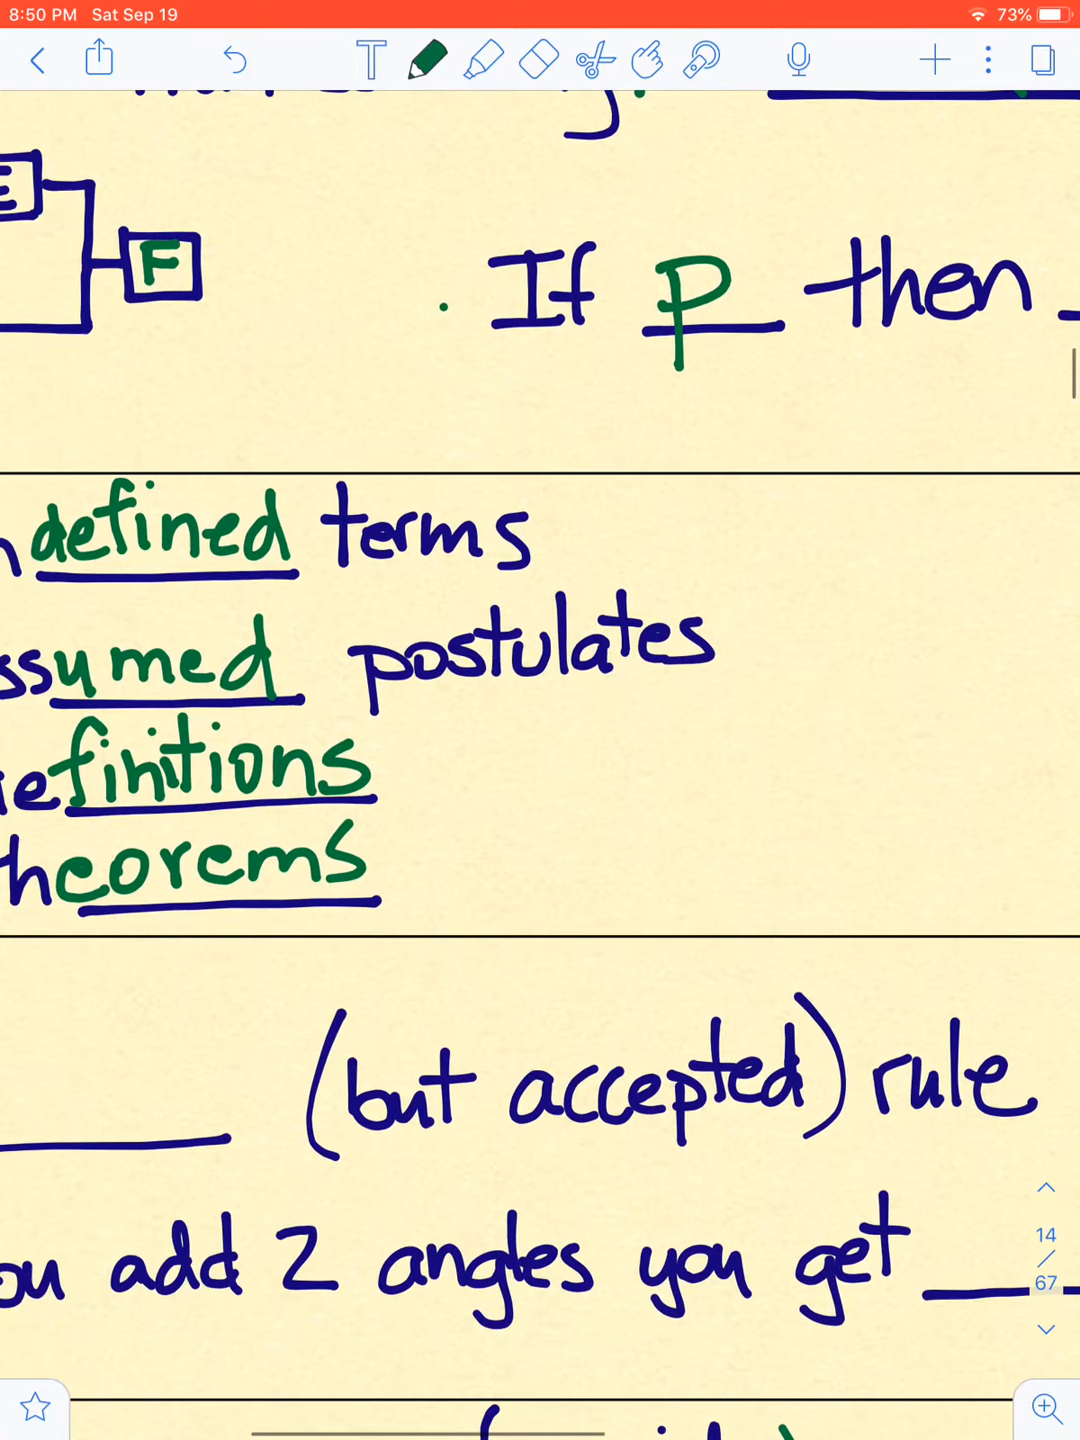 8:50 PM Sat Sep 19 73%
T
E
F
If p then
defined terms
ssumed postulates
efinitions
heorems
(but accepted) rule
ou add 2 angles you get
14
/
67